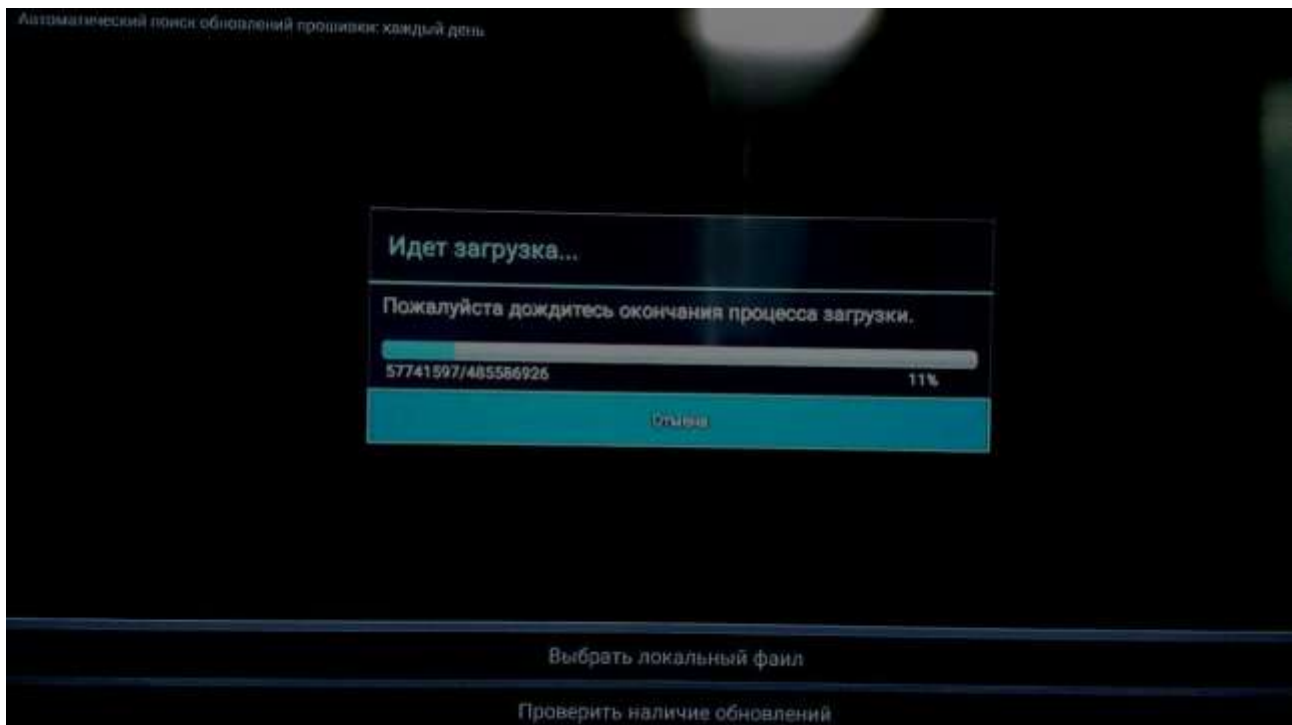 Автоматический поиск обновлений прошивки: каждый день
Идет загрузка...
Пожалуйста дождитесь окончания процесса загрузки.
57741597/485586926
11%
Отмена
Выбрать локальный файл
Проверить наличие обновлений